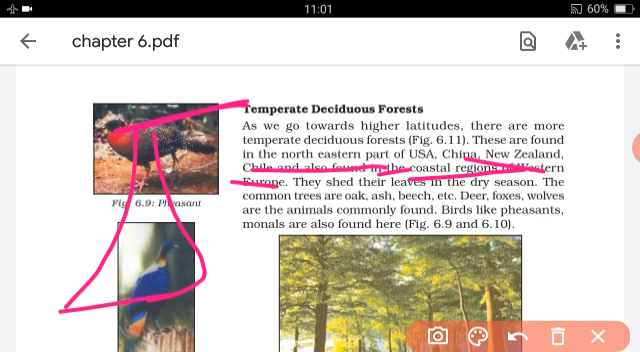 11:01
60%
chapter 6.pdf
Temperate Deciduous Forests
As we go towards higher latitudes, there are more
temperate deciduous forests (Fig. 6.11). These are found
in the north eastern part of USA, China, New Zealand,
Chile and also found in the coastal regions of Western
Europe. They shed their leaves in the dry season. The
common trees are oak, ash, beech, etc. Deer, foxes, wolves
are the animals commonly found. Birds like pheasants,
monals are also found here (Fig. 6.9 and 6.10).
Fig. 6.9: Pheasant